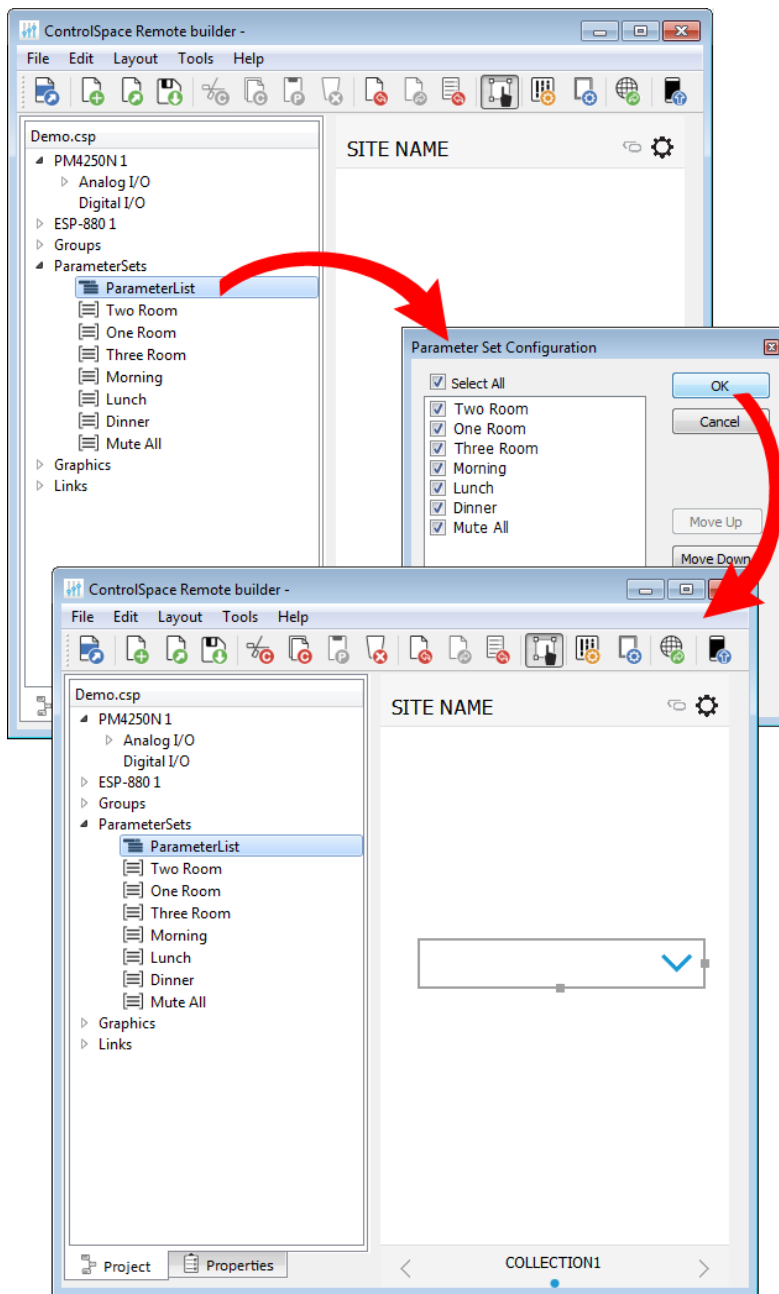 ControlSpace Remote builder -
File Edit Layout Tools Help
Demo.csp
PM4250N 1
Analog I/O
Digital I/O
ESP-880 1
Groups
ParameterSets
ParameterList
Two Room
One Room
Three Room
Morning
Lunch
Dinner
Mute All
Graphics
Links
SITE NAME
Parameter Set Configuration
Select All
Two Room
One Room
Three Room
Morning
Lunch
Dinner
Mute All
OK
Cancel
Move Up
Move Down
ControlSpace Remote builder -
File Edit Layout Tools Help
Demo.csp
PM4250N 1
Analog I/O
Digital I/O
ESP-880 1
Groups
ParameterSets
ParameterList
Two Room
One Room
Three Room
Morning
Lunch
Dinner
Mute All
Graphics
Links
SITE NAME
Project Properties
COLLECTION1